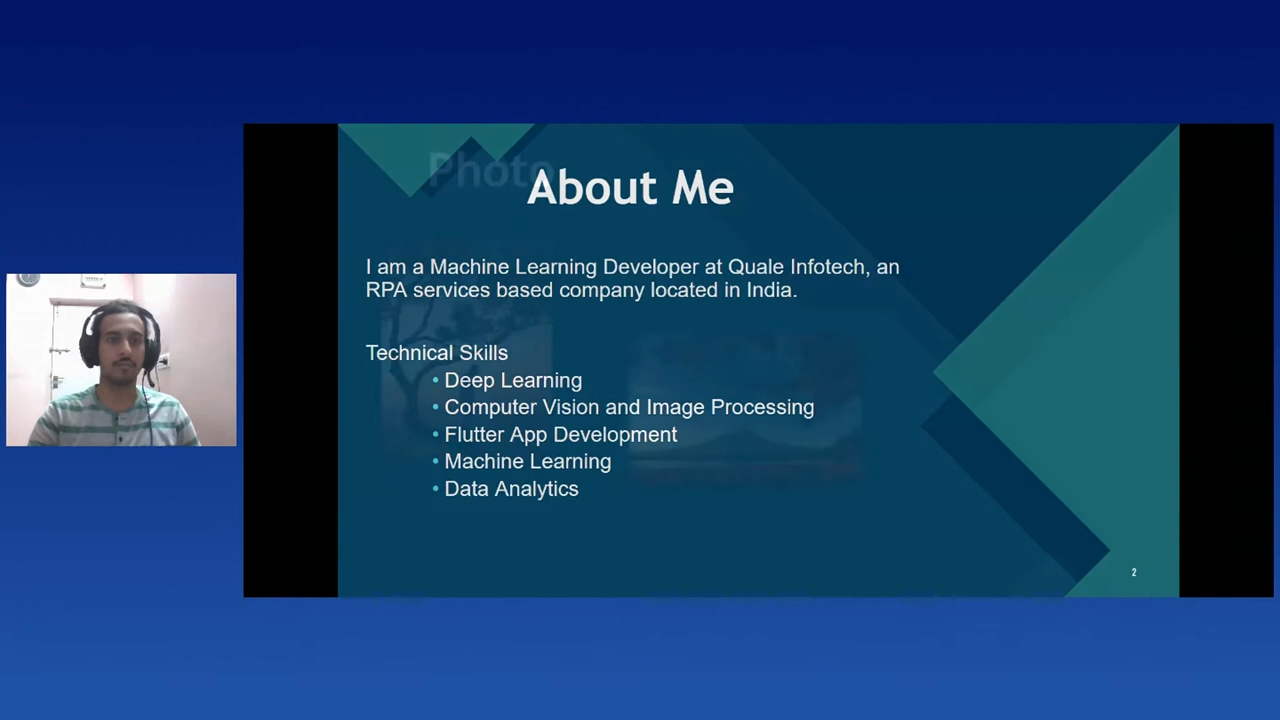 Photo
About Me
I am a Machine Learning Developer at Quale Infotech, an
RPA services based company located in India.
Technical Skills
• Deep Learning
• Computer Vision and Image Processing
• Flutter App Development
• Machine Learning
• Data Analytics
2